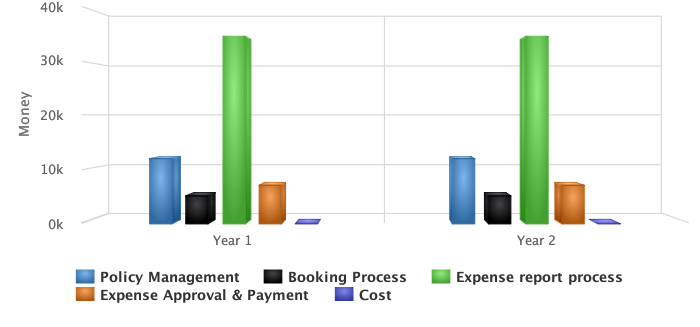 40k
30k
20k
10k
0k
Money
Year 1
Year 2
Policy Management
Booking Process
Expense report process
Expense Approval & Payment
Cost